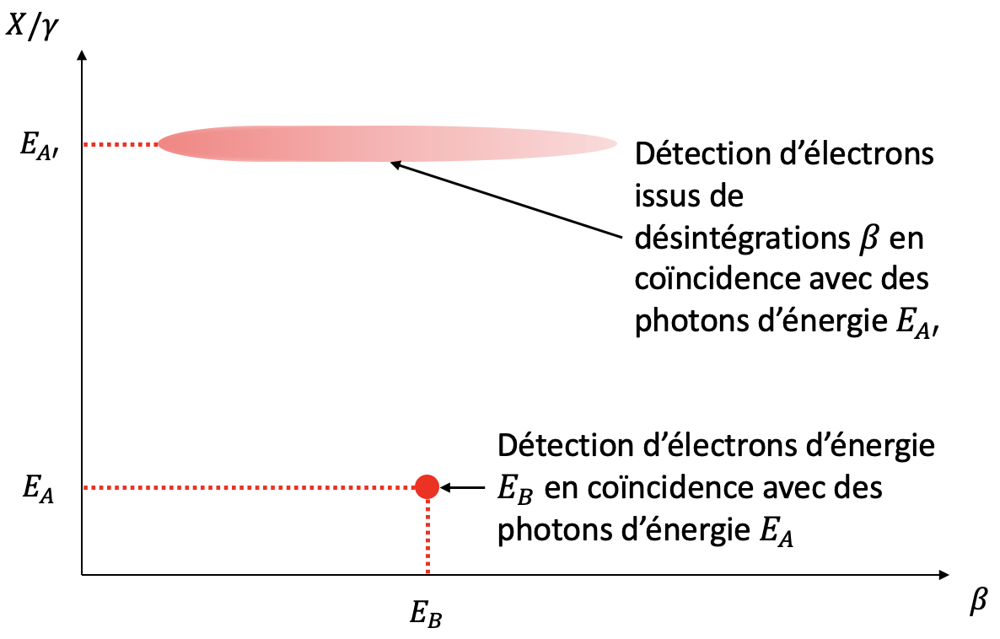 X/γ
E_A′
Détection d’électrons
issus de
désintégrations β en
coïncidence avec des
photons d’énergie E_A′
Détection d’électrons d’énergie
E_B en coïncidence avec des
photons d’énergie E_A
E_A
E_B
β